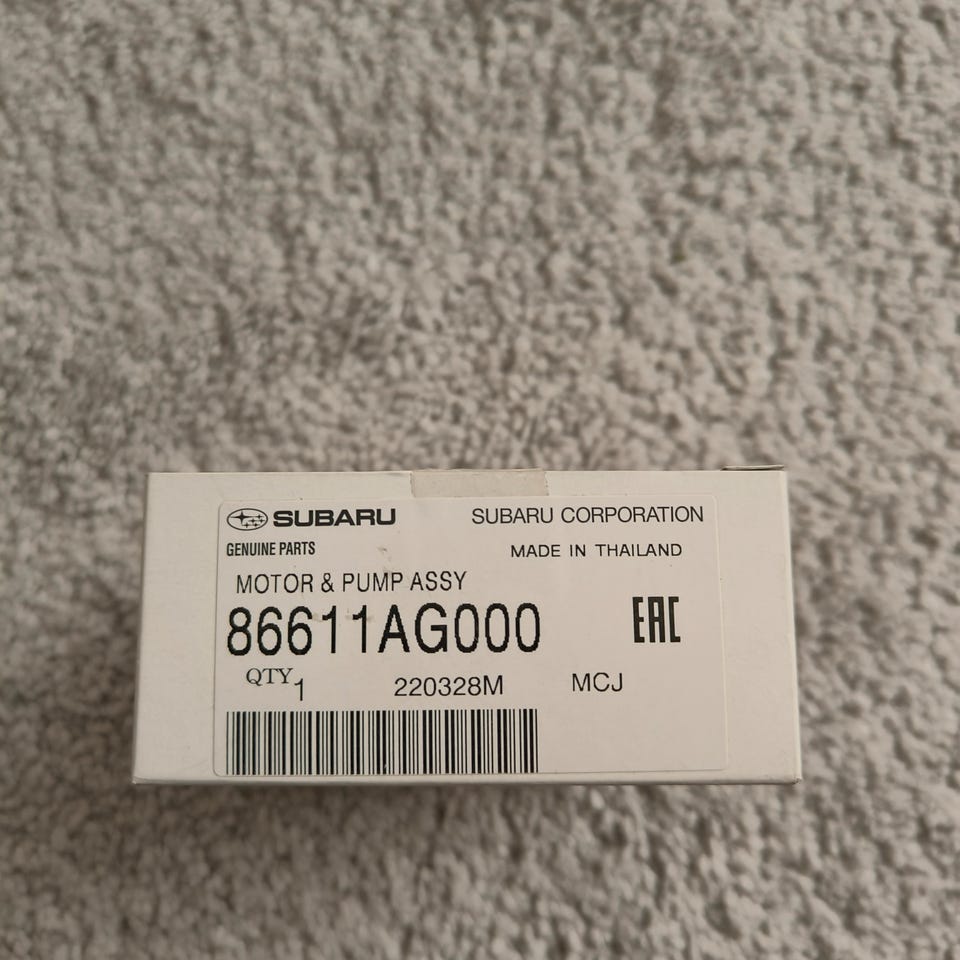 SUBARU SUBARU CORPORATION
GENUINE PARTS MADE IN THAILAND
MOTOR & PUMP ASSY
86611AG000 EAC
QTY 1 220328M MCJ